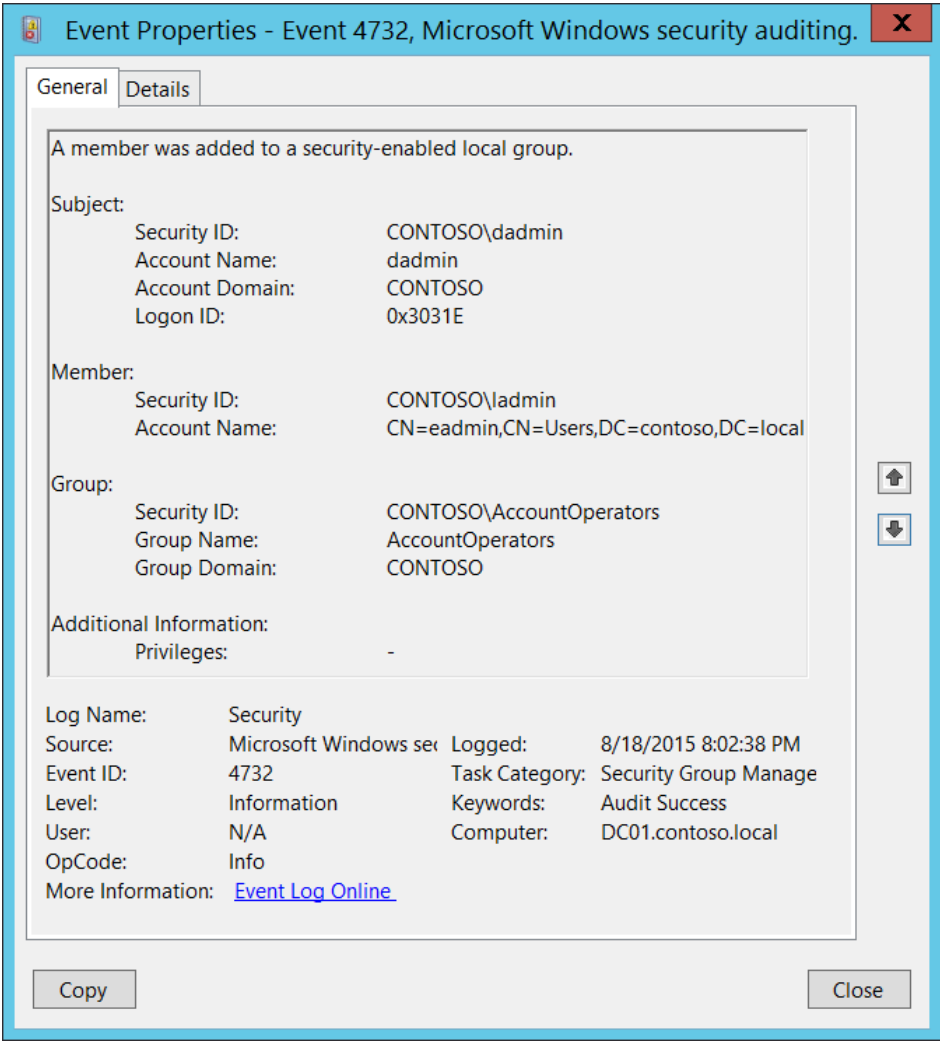 Event Properties - Event 4732, Microsoft Windows security auditing.
X
General Details
A member was added to a security-enabled local group.
Subject:
Security ID: CONTOSO\dadmin
Account Name: dadmin
Account Domain: CONTOSO
Logon ID: 0x3031E
Member:
Security ID: CONTOSO\ladmin
Account Name: CN=eadmin,CN=Users,DC=contoso,DC=local
Group:
Security ID: CONTOSO\AccountOperators
Group Name: AccountOperators
Group Domain: CONTOSO
Additional Information:
Privileges: -
Log Name: Security
Source: Microsoft Windows sec Logged: 8/18/2015 8:02:38 PM
Event ID: 4732 Task Category: Security Group Manage
Level: Information Keywords: Audit Success
User: N/A Computer: DC01.contoso.local
OpCode: Info
More Information: Event Log Online
Copy Close